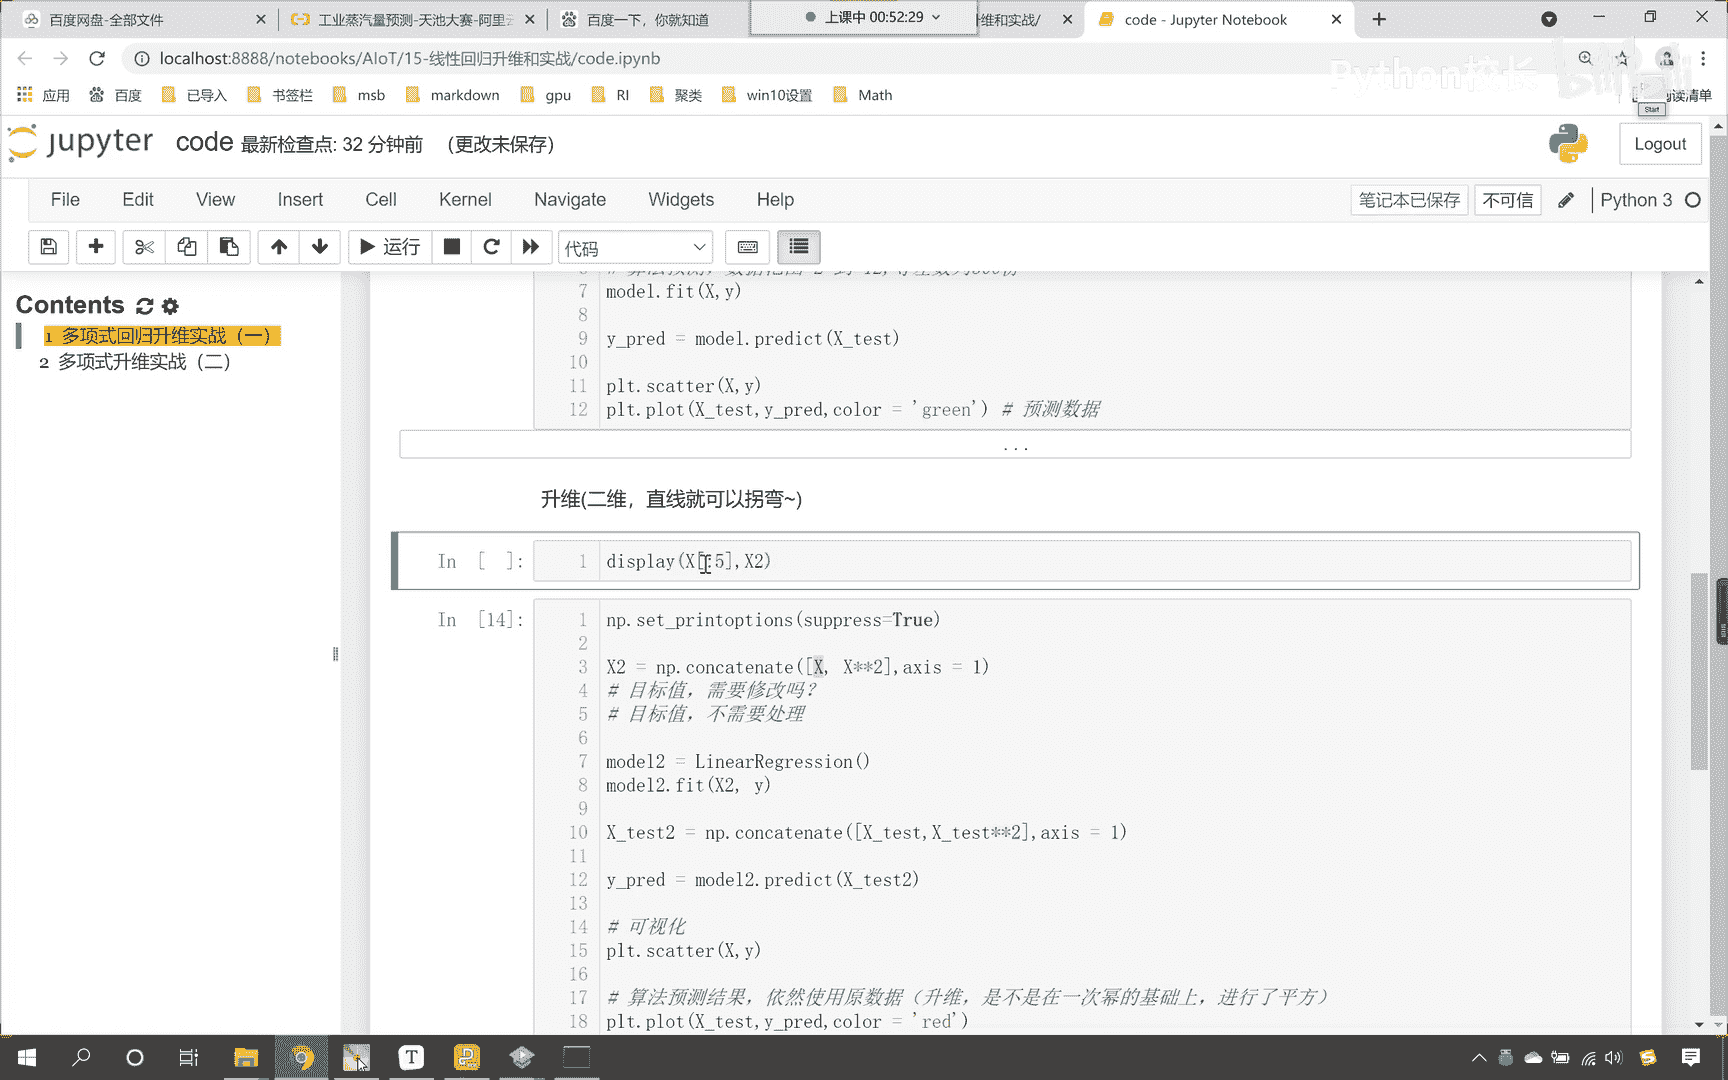 百度网盘-全部文件
工业蒸汽量预测-天池大赛-阿里云
百度一下，你就知道
上课中 00:52:29
维和实战/
code - Jupyter Notebook
localhost:8888/notebooks/AIoT/15-线性回归升维和实战/code.ipynb
Python校长
应用 百度 已导入 书签栏 msb markdown gpu RI 聚类 win10设置 Math
阅读清单
Start
jupyter code 最新检查点: 32 分钟前 (更改未保存)
Logout
File Edit View Insert Cell Kernel Navigate Widgets Help
笔记本已保存 不可信 Python 3
运行 代码
Contents
1 多项式回归升维实战（一）
2 多项式升维实战（二）
7 model.fit(X,y)
8
9 y_pred = model.predict(X_test)
10
11 plt.scatter(X,y)
12 plt.plot(X_test,y_pred,color = 'green') # 预测数据
...
升维(二维，直线就可以拐弯~)
In [ ]: 1 display(X[:5],X2)
In [14]: 1 np.set_printoptions(suppress=True)
2
3 X2 = np.concatenate([X, X**2],axis = 1)
4 # 目标值，需要修改吗？
5 # 目标值，不需要处理
6
7 model2 = LinearRegression()
8 model2.fit(X2, y)
9
10 X_test2 = np.concatenate([X_test,X_test**2],axis = 1)
11
12 y_pred = model2.predict(X_test2)
13
14 # 可视化
15 plt.scatter(X,y)
16
17 # 算法预测结果，依然使用原数据（升维，是不是在一次幂的基础上，进行了平方）
18 plt.plot(X_test,y_pred,color = 'red')